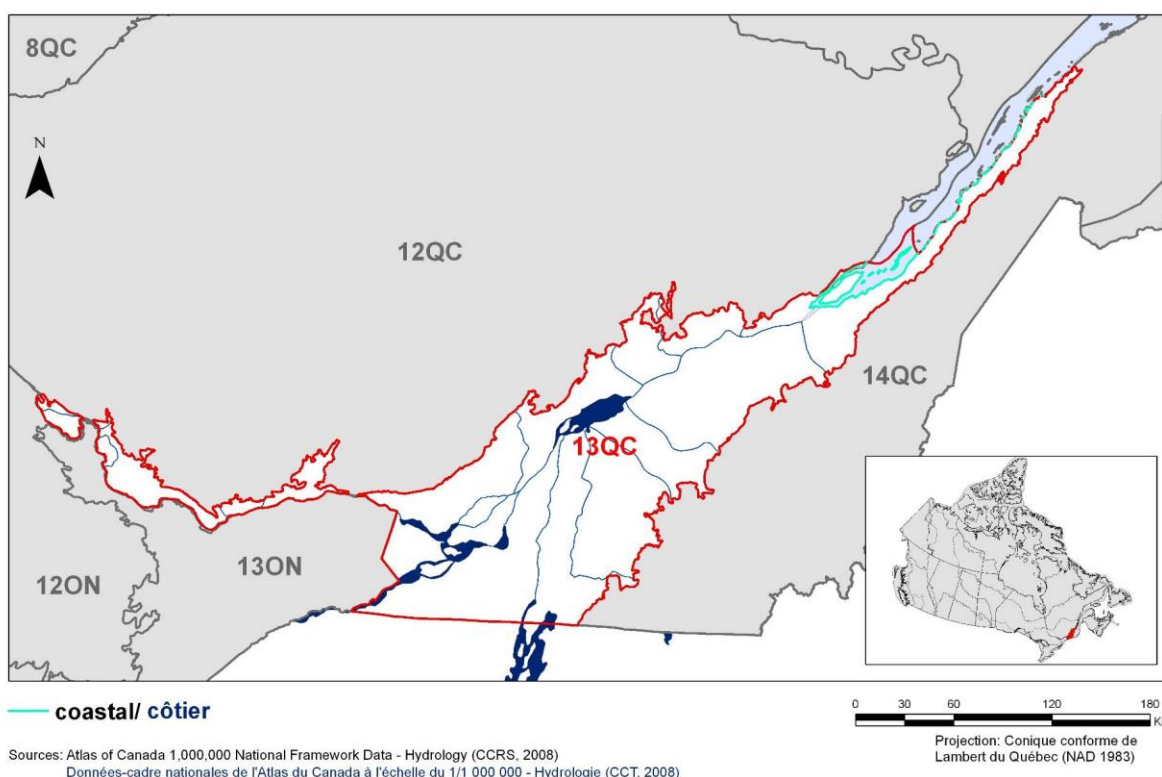 8QC
N
12QC
14QC
13QC
13ON
12ON
coastal/ côtier
0 30 60 120 180
K
Sources: Atlas of Canada 1,000,000 National Framework Data - Hydrology (CCRS, 2008)
Données-cadre nationales de l'Atlas du Canada à l'échelle du 1/1 000 000 - Hydrologie (CCT, 2008)
Projection: Conique conforme de
Lambert du Québec (NAD 1983)